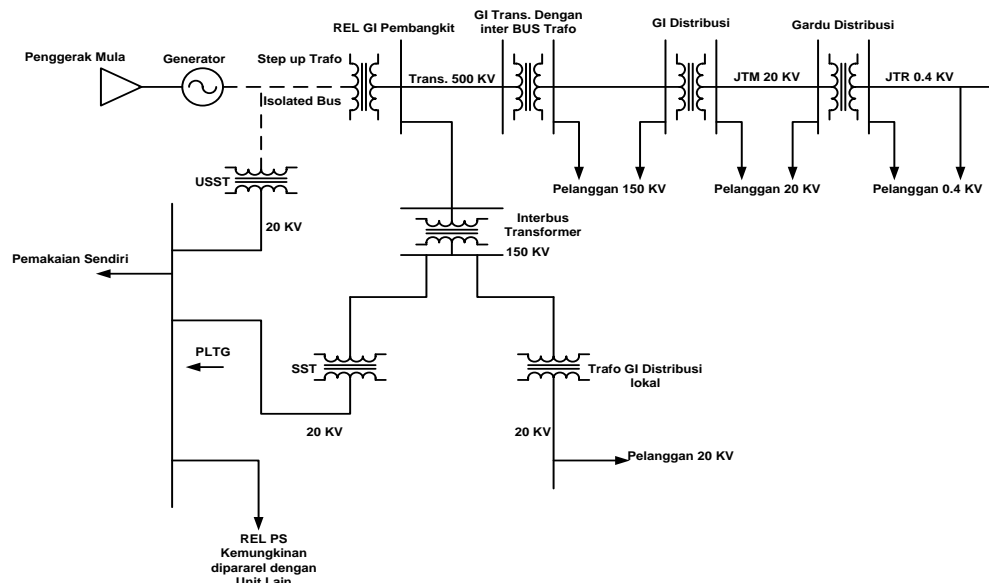 GI Trans. Dengan
inter BUS Trafo
REL GI Pembangkit
GI Distribusi
Gardu Distribusi
Penggerak Mula
Generator
Step up Trafo
Trans. 500 KV
JTM 20 KV
JTR 0.4 KV
Isolated Bus
USST
Pelanggan 150 KV
Pelanggan 20 KV
Pelanggan 0.4 KV
20 KV
Interbus
Transformer
150 KV
Pemakaian Sendiri
PLTG
SST
Trafo GI Distribusi
lokal
20 KV
20 KV
Pelanggan 20 KV
REL PS
Kemungkinan
dipararel dengan
Unit Lain